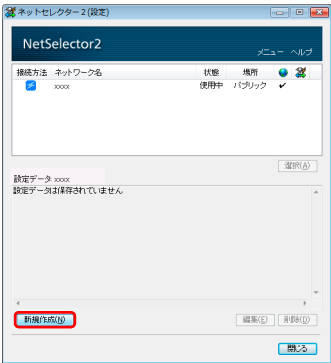 ネットセレクター2 (設定)
NetSelector2
メニュー ヘルプ
接続方法 ネットワーク名 状態 場所
xxxx 使用中 パブリック
選択(A)
設定データ: xxxx
設定データは保存されていません
新規作成(N) 編集(E) 削除(D)
閉じる